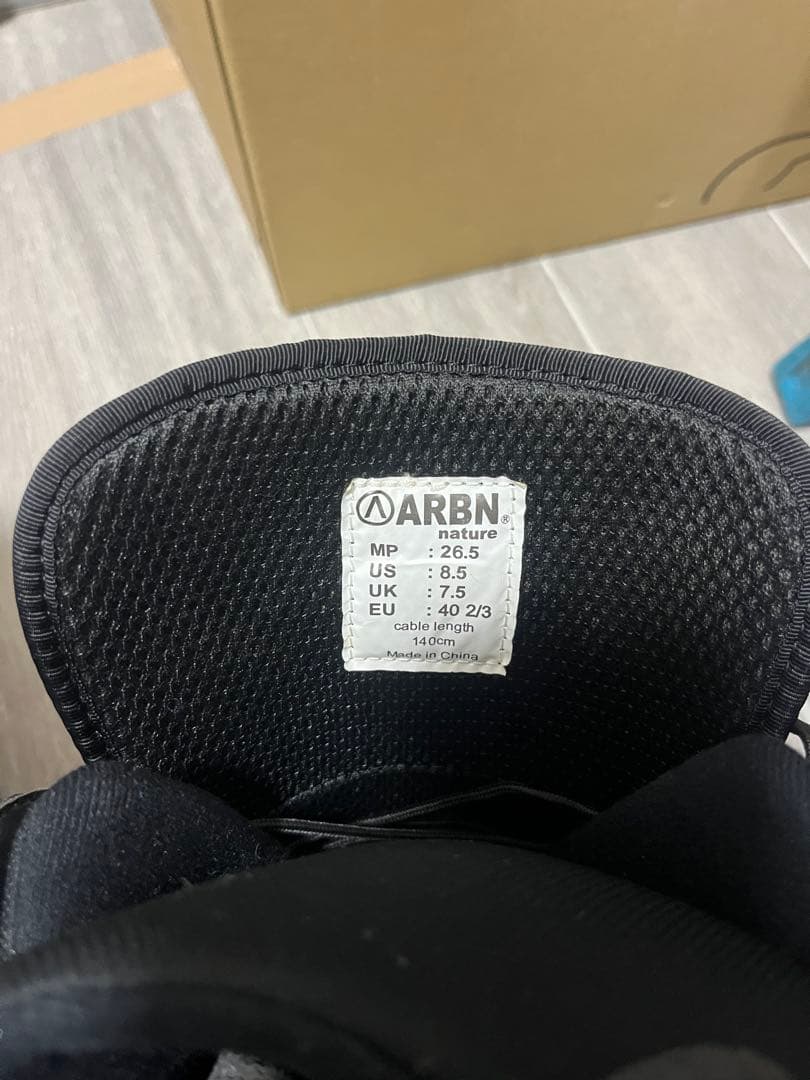 ARBN®
nature
MP : 26.5
US : 8.5
UK : 7.5
EU : 40 2/3
cable length
140cm
Made in China